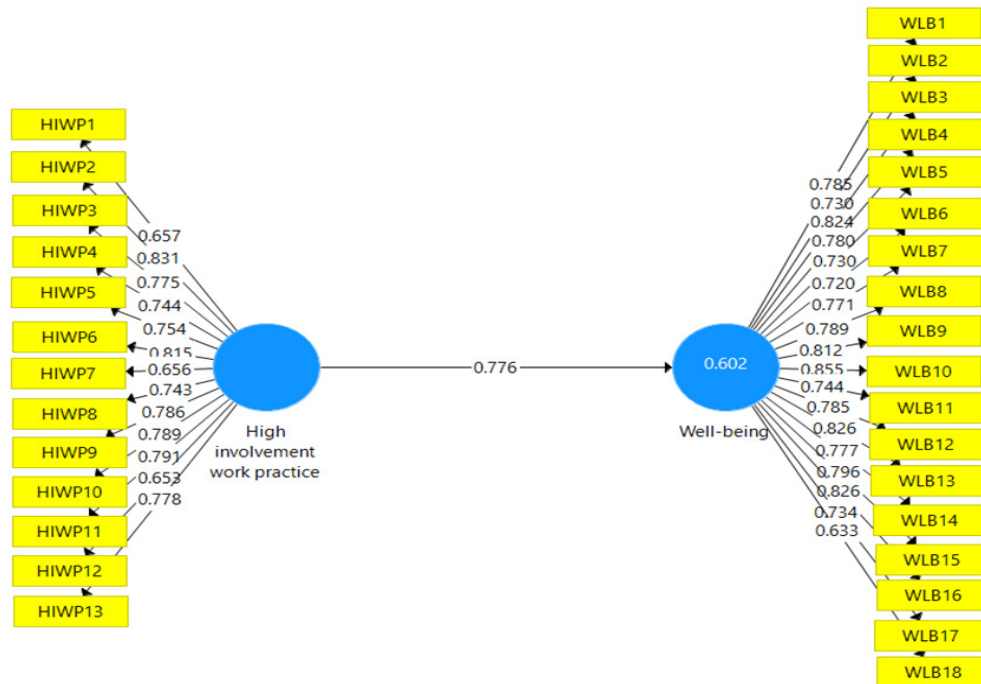 HIWP1
HIWP2
HIWP3
HIWP4
HIWP5
HIWP6
HIWP7
HIWP8
HIWP9
HIWP10
HIWP11
HIWP12
HIWP13
0.657
0.831
0.775
0.744
0.754
0.815
0.656
0.743
0.786
0.789
0.791
0.653
0.778
High
involvement
work practice
0.776
0.602
Well-being
0.785
0.730
0.824
0.780
0.730
0.720
0.771
0.789
0.812
0.855
0.744
0.785
0.826
0.777
0.796
0.826
0.734
0.633
WLB1
WLB2
WLB3
WLB4
WLB5
WLB6
WLB7
WLB8
WLB9
WLB10
WLB11
WLB12
WLB13
WLB14
WLB15
WLB16
WLB17
WLB18